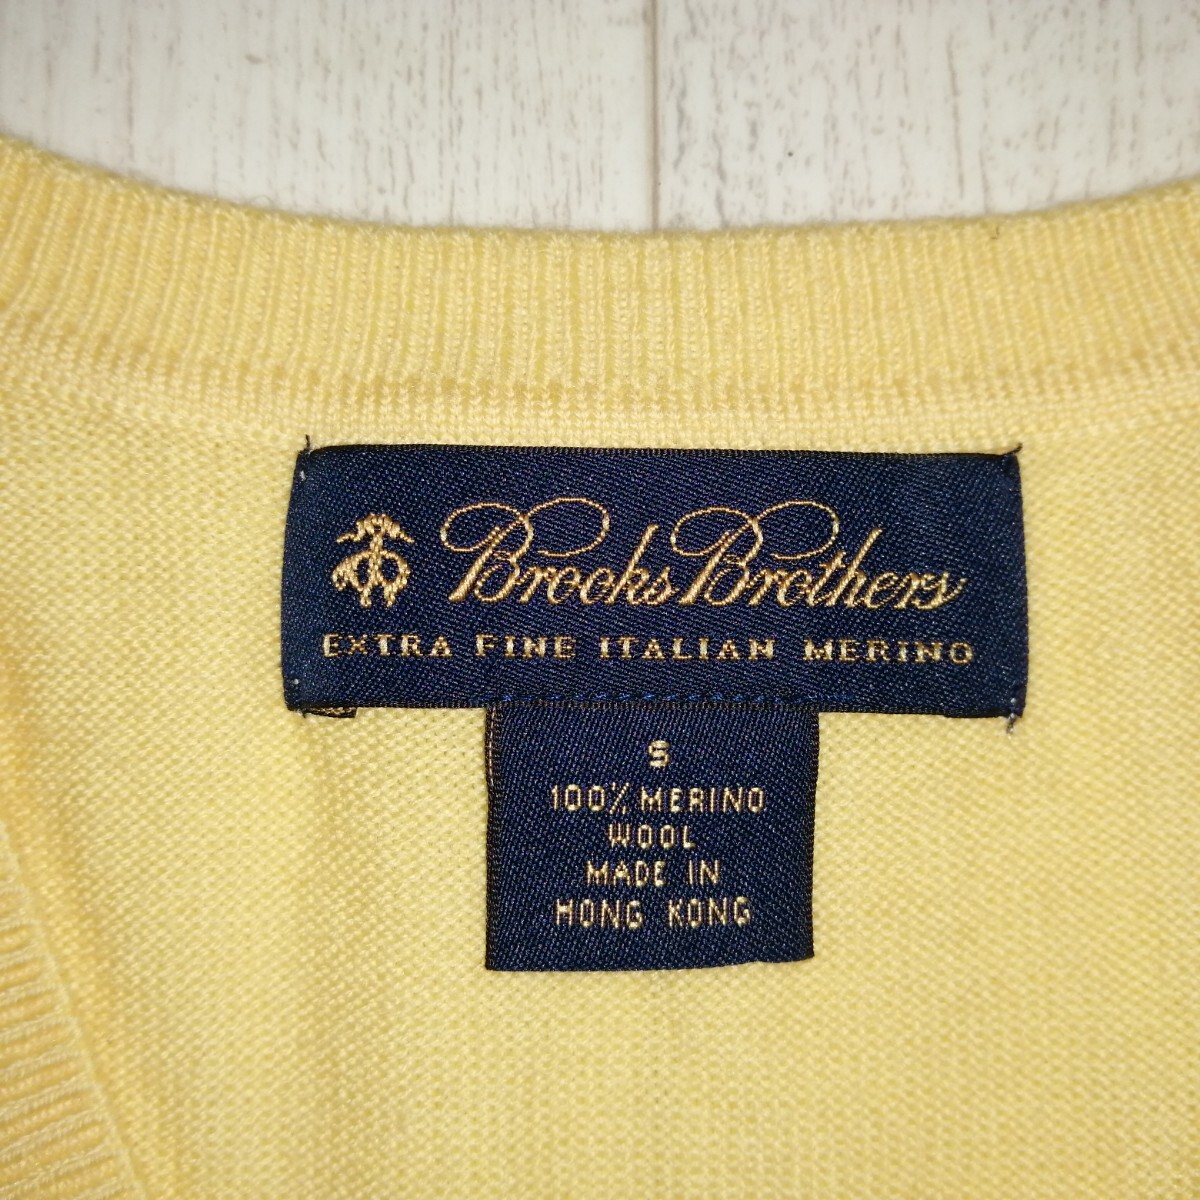 Brooks Brothers
EXTRA FINE ITALIAN MERINO
S
100% MERINO
WOOL
MADE IN
HONG KONG